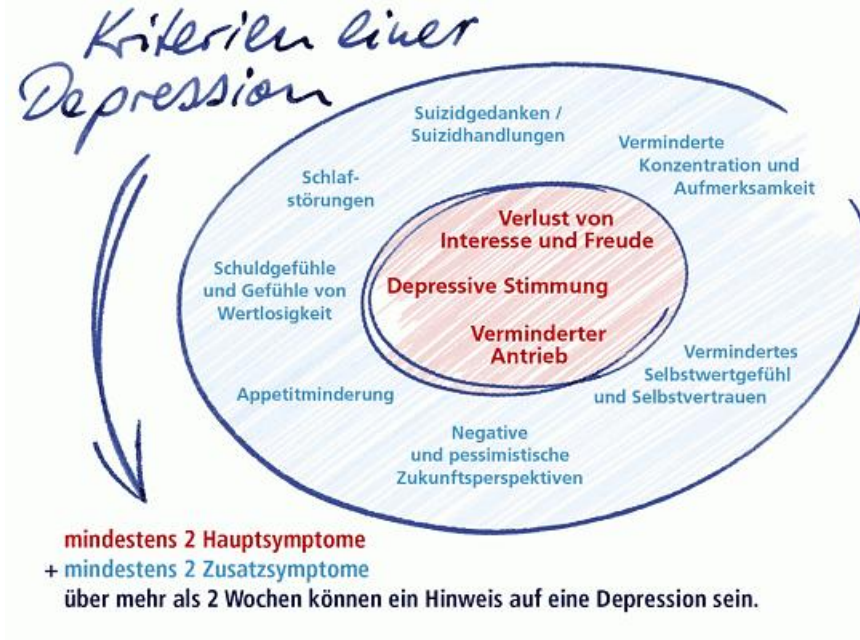 Kriterien einer
Depression
Suizidgedanken /
Suizidhandlungen
Verminderte
Konzentration und
Aufmerksamkeit
Schlaf-
störungen
Verlust von
Interesse und Freude
Schuldgefühle
und Gefühle von
Wertlosigkeit
Depressive Stimmung
Verminderter
Antrieb
Vermindertes
Selbstwertgefühl
und Selbstvertrauen
Appetitminderung
Negative
und pessimistische
Zukunftsperspektiven
mindestens 2 Hauptsymptome
+ mindestens 2 Zusatzsymptome
über mehr als 2 Wochen können ein Hinweis auf eine Depression sein.